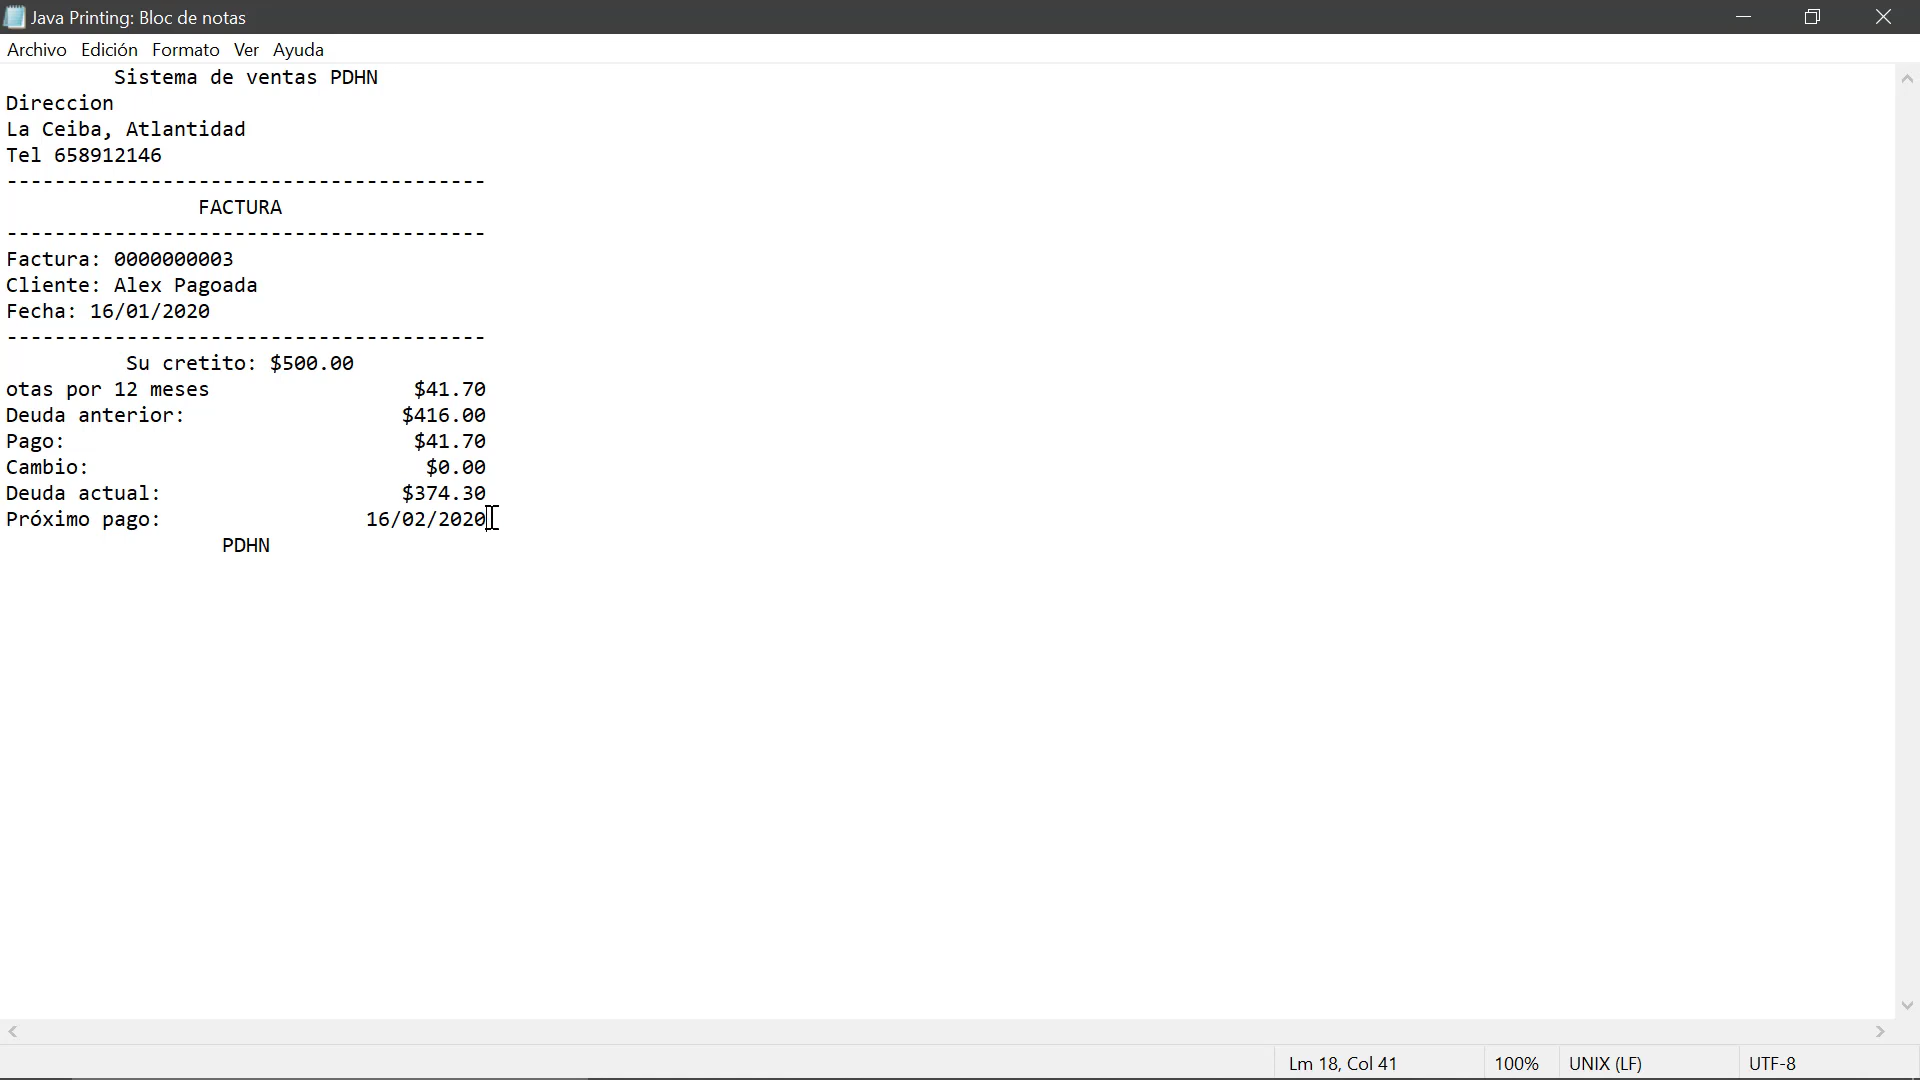 Java Printing: Bloc de notas
Archivo Edición Formato Ver Ayuda
Sistema de ventas PDHN
Direccion
La Ceiba, Atlantidad
Tel 658912146
----------------------------------------
FACTURA
----------------------------------------
Factura: 0000000003
Cliente: Alex Pagoada
Fecha: 16/01/2020
----------------------------------------
Su cretito: $500.00
otas por 12 meses $41.70
Deuda anterior: $416.00
Pago: $41.70
Cambio: $0.00
Deuda actual: $374.30
Próximo pago: 16/02/2020
PDHN
Lm 18, Col 41 100% UNIX (LF) UTF-8